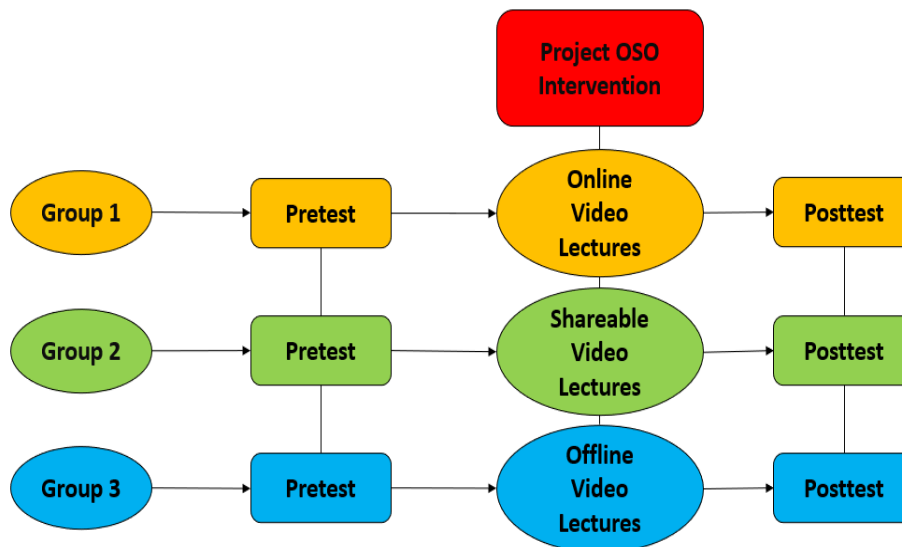 Project OSO
Intervention
Group 1
Pretest
Online
Video
Lectures
Posttest
Group 2
Pretest
Shareable
Video
Lectures
Posttest
Group 3
Pretest
Offline
Video
Lectures
Posttest